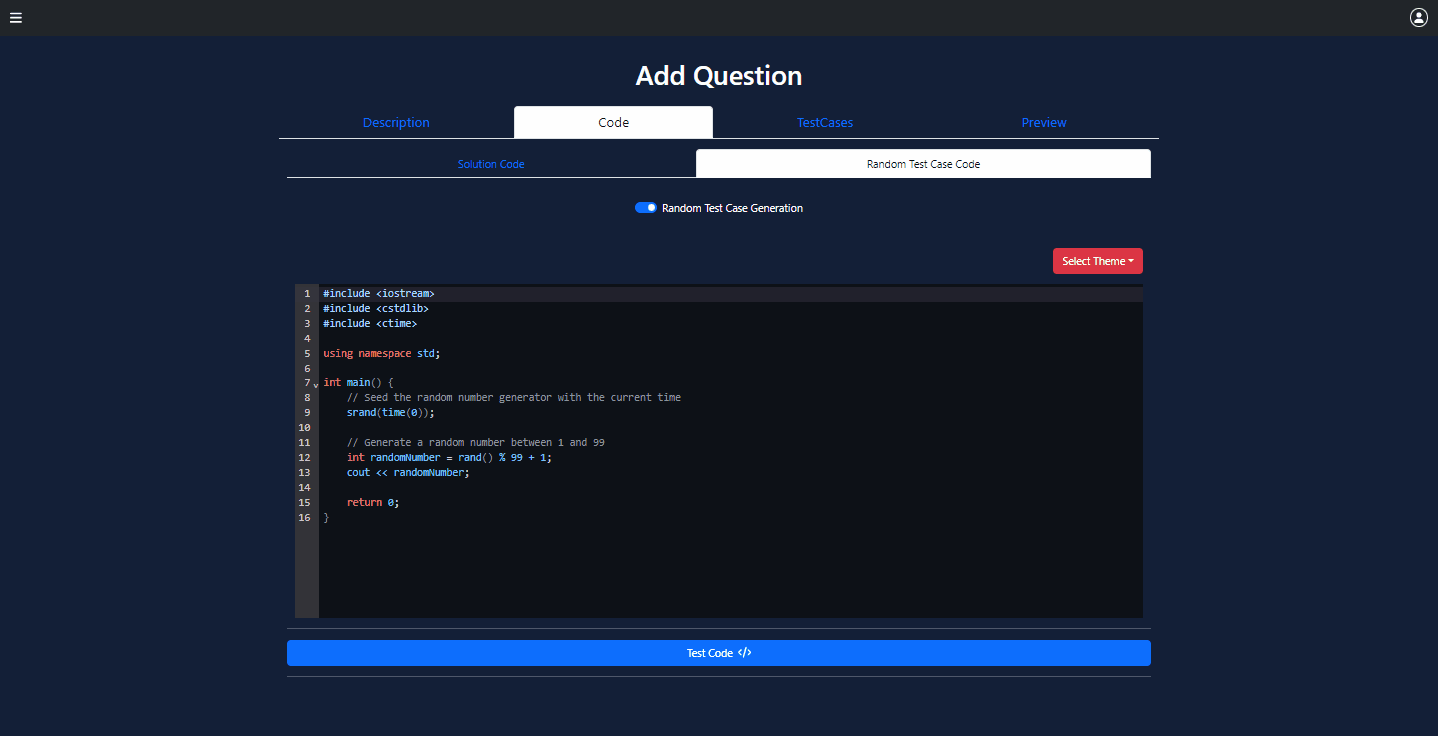 Add Question
Description Code TestCases Preview
Solution Code Random Test Case Code
Random Test Case Generation
Select Theme
1 #include <iostream>
2 #include <cstdlib>
3 #include <ctime>
4
5 using namespace std;
6
7 int main() {
8 // Seed the random number generator with the current time
9 srand(time(0));
10
11 // Generate a random number between 1 and 99
12 int randomNumber = rand() % 99 + 1;
13 cout << randomNumber;
14
15 return 0;
16 }
Test Code </>